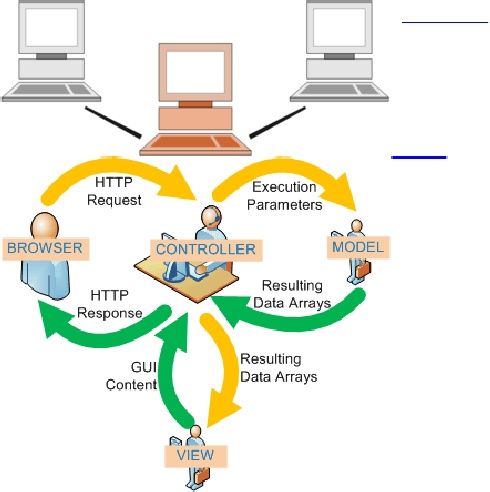 HTTP
Request
Execution
Parameters
BROWSER
CONTROLLER
MODEL
HTTP
Response
Resulting
Data Arrays
GUI
Content
Resulting
Data Arrays
VIEW